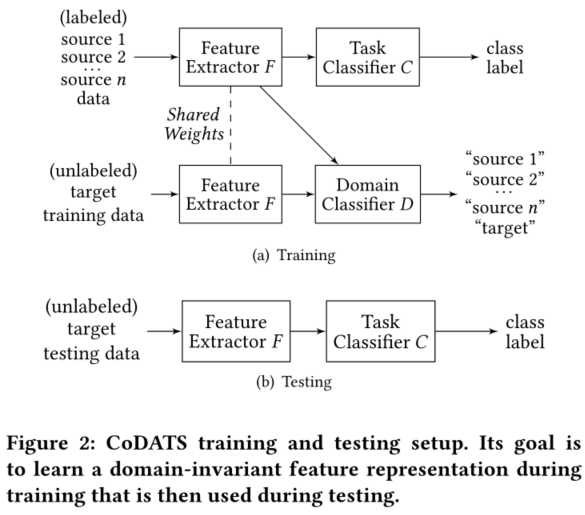 (labeled)
source 1
source 2
...
source n
data
Feature
Extractor F
Task
Classifier C
class
label
Shared
Weights
(unlabeled)
target
training data
Feature
Extractor F
Domain
Classifier D
“source 1”
“source 2”
...
“source n”
“target”
(a) Training
(unlabeled)
target
testing data
Feature
Extractor F
Task
Classifier C
class
label
(b) Testing
Figure 2: CoDATS training and testing setup. Its goal is
to learn a domain-invariant feature representation during
training that is then used during testing.